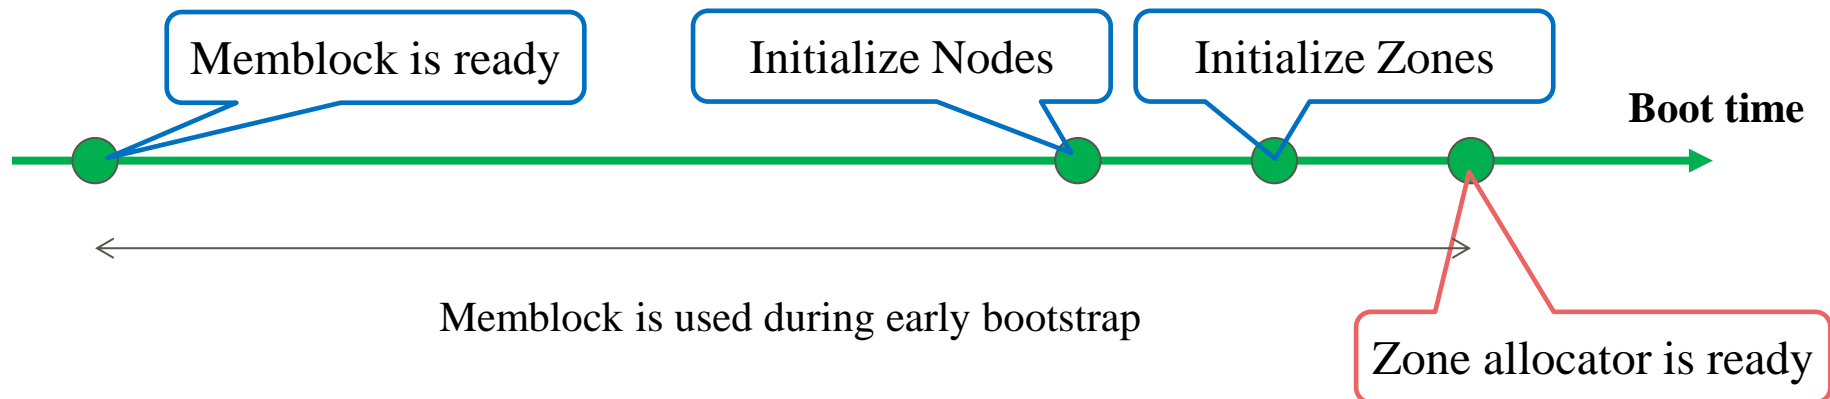 Memblock is ready
Initialize Nodes
Initialize Zones
Boot time
Memblock is used during early bootstrap
Zone allocator is ready